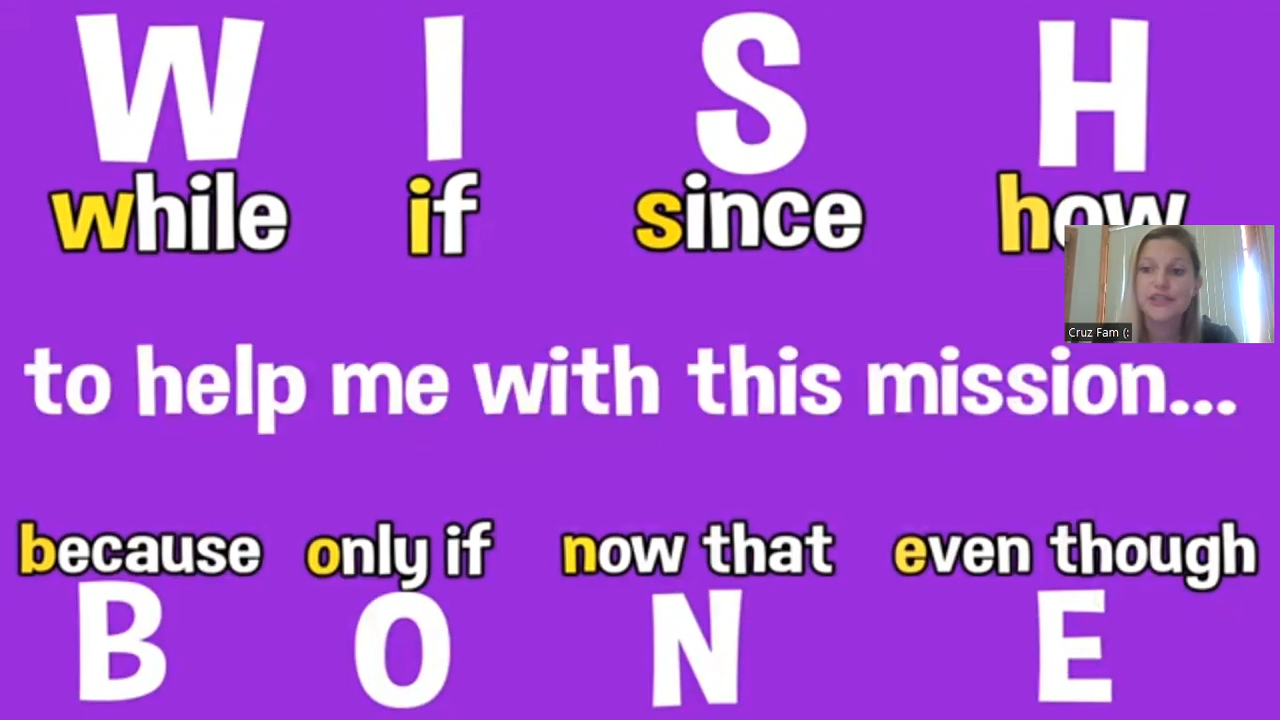 W I S H
while if since how
Cruz Fam (:
to help me with this mission...
because only if now that even though
B O N E